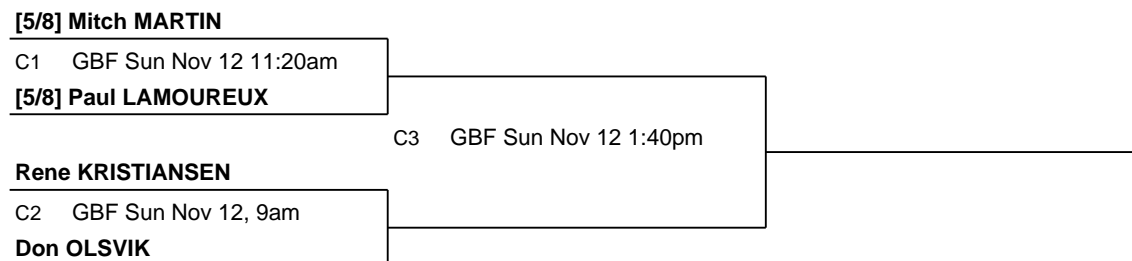 [5/8] Mitch MARTIN
C1 GBF Sun Nov 12 11:20am
[5/8] Paul LAMOUREUX
C3 GBF Sun Nov 12 1:40pm
Rene KRISTIANSEN
C2 GBF Sun Nov 12, 9am
Don OLSVIK